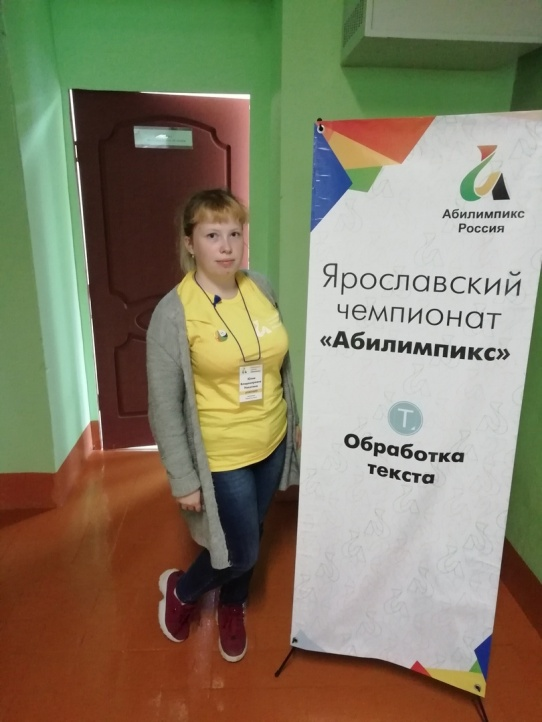 Абилимпикс
Россия
Ярославский
чемпионат
«Абилимпикс»
Т.
Обработка
текста